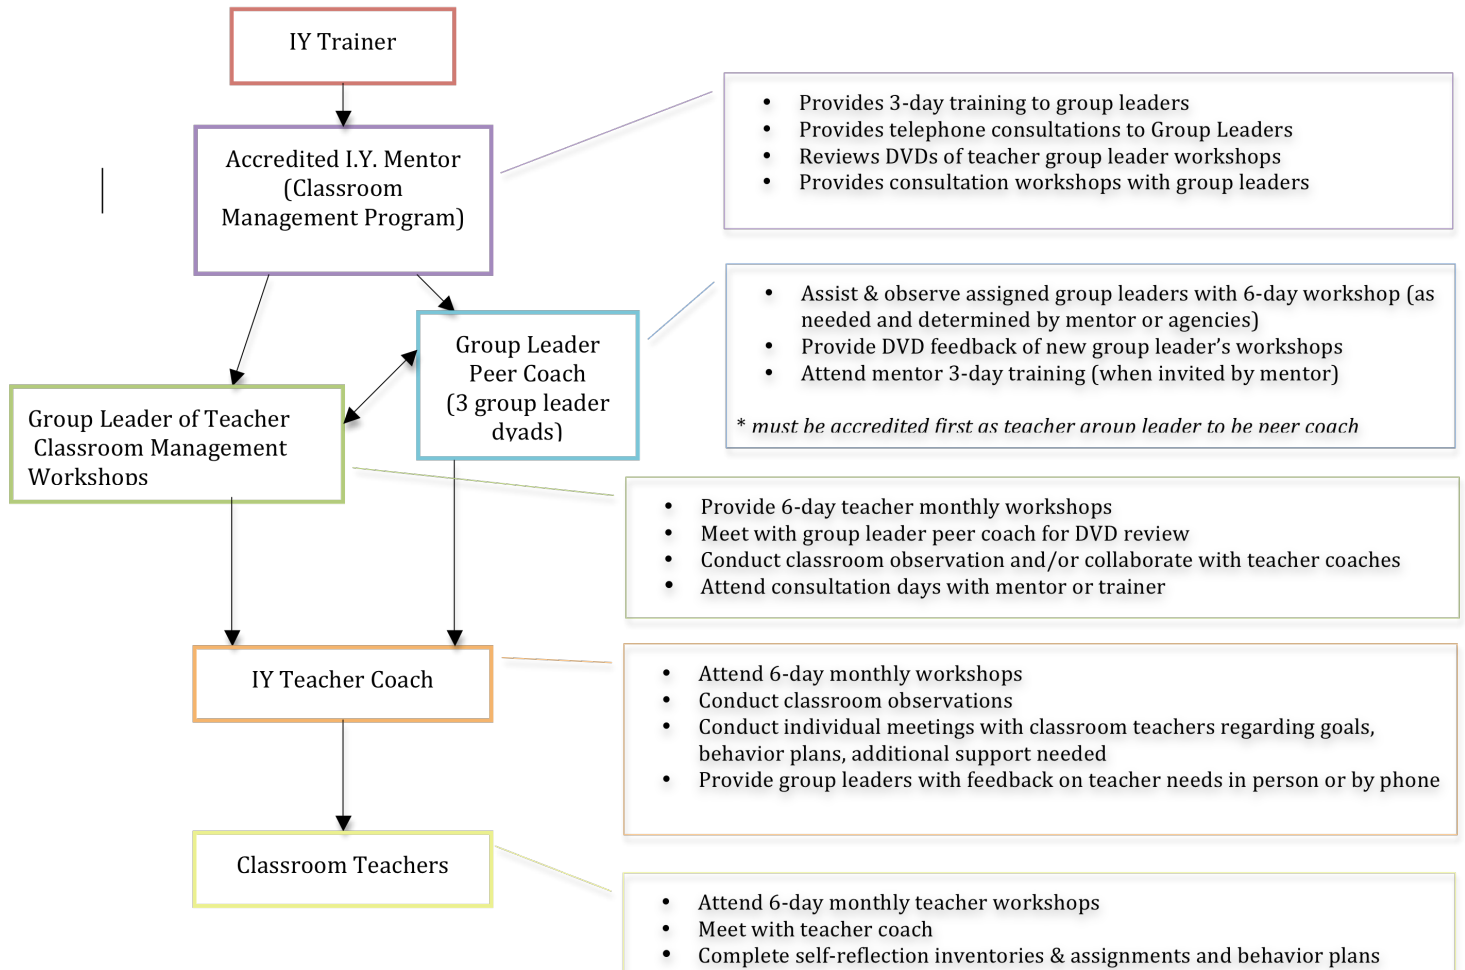 IY Trainer
Accredited I.Y. Mentor
(Classroom
Management Program)
• Provides 3-day training to group leaders
• Provides telephone consultations to Group Leaders
• Reviews DVDs of teacher group leader workshops
• Provides consultation workshops with group leaders
Group Leader
Peer Coach
(3 group leader
dyads)
• Assist & observe assigned group leaders with 6-day workshop (as
needed and determined by mentor or agencies)
• Provide DVD feedback of new group leader’s workshops
• Attend mentor 3-day training (when invited by mentor)
* must be accredited first as teacher group leader to be peer coach
Group Leader of Teacher
Classroom Management
Workshops
• Provide 6-day teacher monthly workshops
• Meet with group leader peer coach for DVD review
• Conduct classroom observation and/or collaborate with teacher coaches
• Attend consultation days with mentor or trainer
IY Teacher Coach
• Attend 6-day monthly workshops
• Conduct classroom observations
• Conduct individual meetings with classroom teachers regarding goals,
behavior plans, additional support needed
• Provide group leaders with feedback on teacher needs in person or by phone
Classroom Teachers
• Attend 6-day monthly teacher workshops
• Meet with teacher coach
• Complete self-reflection inventories & assignments and behavior plans